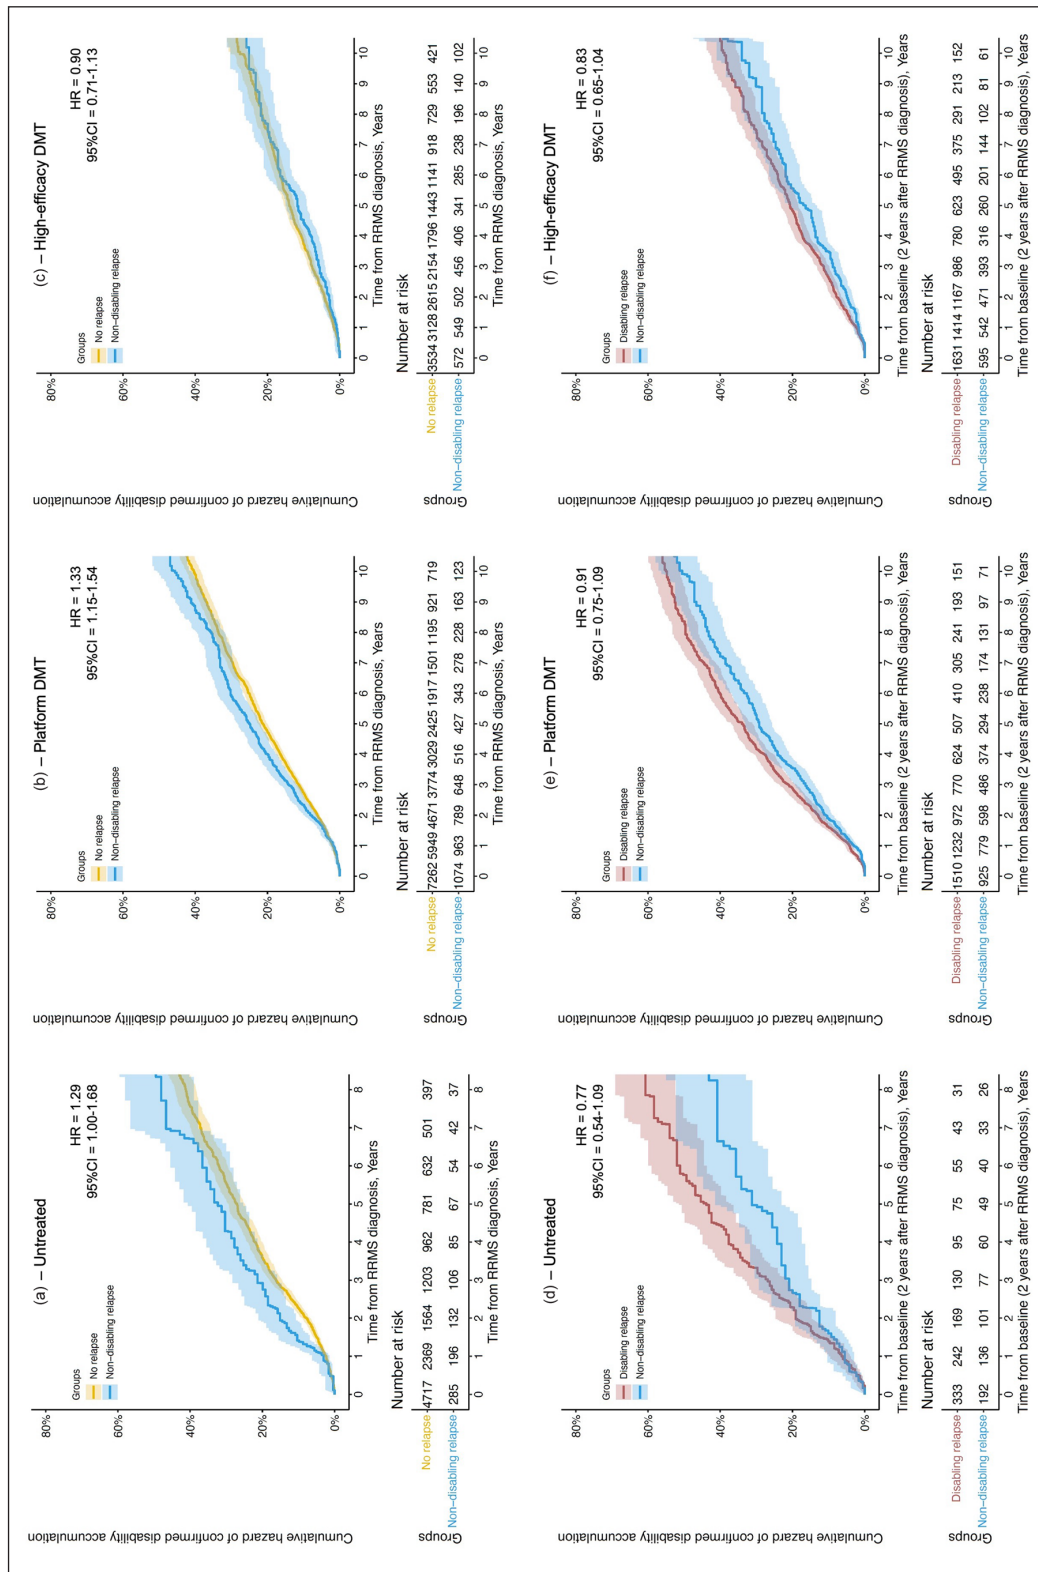 (a) – Untreated
Cumulative hazard of confirmed disability accumulation
80%
60%
40%
20%
0%
Groups
No relapse
Non–disabling relapse
HR = 1.29
95%CI = 1.00-1.68
0 1 2 3 4 5 6 7 8
Time from RRMS diagnosis, Years
Number at risk
Groups
No relapse 4717 2369 1564 1203 962 781 632 501 397
Non–disabling relapse 285 196 132 106 85 67 54 42 37
0 1 2 3 4 5 6 7 8
Time from RRMS diagnosis, Years
(b) – Platform DMT
Cumulative hazard of confirmed disability accumulation
80%
60%
40%
20%
0%
Groups
No relapse
Non–disabling relapse
HR = 1.33
95%CI = 1.15-1.54
0 1 2 3 4 5 6 7 8 9 10
Time from RRMS diagnosis, Years
Number at risk
Groups
No relapse 7262 5949 4671 3774 3029 2425 1917 1501 1195 921 719
Non–disabling relapse 1074 963 789 648 516 427 343 278 228 163 123
0 1 2 3 4 5 6 7 8 9 10
Time from RRMS diagnosis, Years
(c) – High-efficacy DMT
Cumulative hazard of confirmed disability accumulation
80%
60%
40%
20%
0%
Groups
No relapse
Non–disabling relapse
HR = 0.90
95%CI = 0.71-1.13
0 1 2 3 4 5 6 7 8 9 10
Time from RRMS diagnosis, Years
Number at risk
Groups
No relapse 3534 3128 2615 2154 1796 1443 1141 918 729 553 421
Non–disabling relapse 572 549 502 456 406 341 285 238 196 140 102
0 1 2 3 4 5 6 7 8 9 10
Time from RRMS diagnosis, Years
(d) – Untreated
Cumulative hazard of confirmed disability accumulation
80%
60%
40%
20%
0%
Groups
Disabling relapse
Non–disabling relapse
HR = 0.77
95%CI = 0.54-1.09
0 1 2 3 4 5 6 7 8
Time from baseline (2 years after RRMS diagnosis), Years
Number at risk
Groups
Disabling relapse 333 242 169 130 95 75 55 43 31
Non–disabling relapse 192 136 101 77 60 49 40 33 26
0 1 2 3 4 5 6 7 8
Time from baseline (2 years after RRMS diagnosis), Years
(e) – Platform DMT
Cumulative hazard of confirmed disability accumulation
80%
60%
40%
20%
0%
Groups
Disabling relapse
Non–disabling relapse
HR = 0.91
95%CI = 0.75-1.09
0 1 2 3 4 5 6 7 8 9 10
Time from baseline (2 years after RRMS diagnosis), Years
Number at risk
Groups
Disabling relapse 1510 1232 972 770 624 507 410 305 241 193 151
Non–disabling relapse 925 779 598 486 374 294 238 174 131 97 71
0 1 2 3 4 5 6 7 8 9 10
Time from baseline (2 years after RRMS diagnosis), Years
(f) – High-efficacy DMT
Cumulative hazard of confirmed disability accumulation
80%
60%
40%
20%
0%
Groups
Disabling relapse
Non–disabling relapse
HR = 0.83
95%CI = 0.65-1.04
0 1 2 3 4 5 6 7 8 9 10
Time from baseline (2 years after RRMS diagnosis), Years
Number at risk
Groups
Disabling relapse 1631 1414 1167 986 780 623 495 375 291 213 152
Non–disabling relapse 595 542 471 393 316 260 201 144 102 81 61
0 1 2 3 4 5 6 7 8 9 10
Time from baseline (2 years after RRMS diagnosis), Years